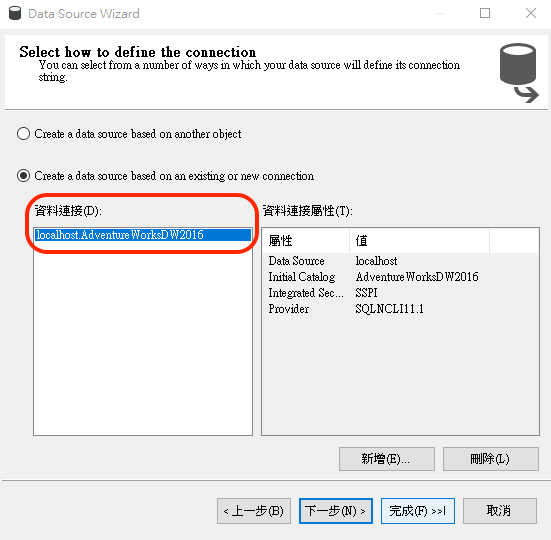 Data Source Wizard
Select how to define the connection
You can select from a number of ways in which your data source will define its connection
string.
Create a data source based on another object
Create a data source based on an existing or new connection
資料連接(D):
資料連接屬性(T):
localhost AdventureWorksDW2016
屬性 值
Data Source localhost
Initial Catalog AdventureWorksDW2016
Integrated Sec... SSPI
Provider SQLNCLI11.1
新增(E)... 刪除(L)
< 上一步(B) 下一步(N) > 完成(F) >>| 取消